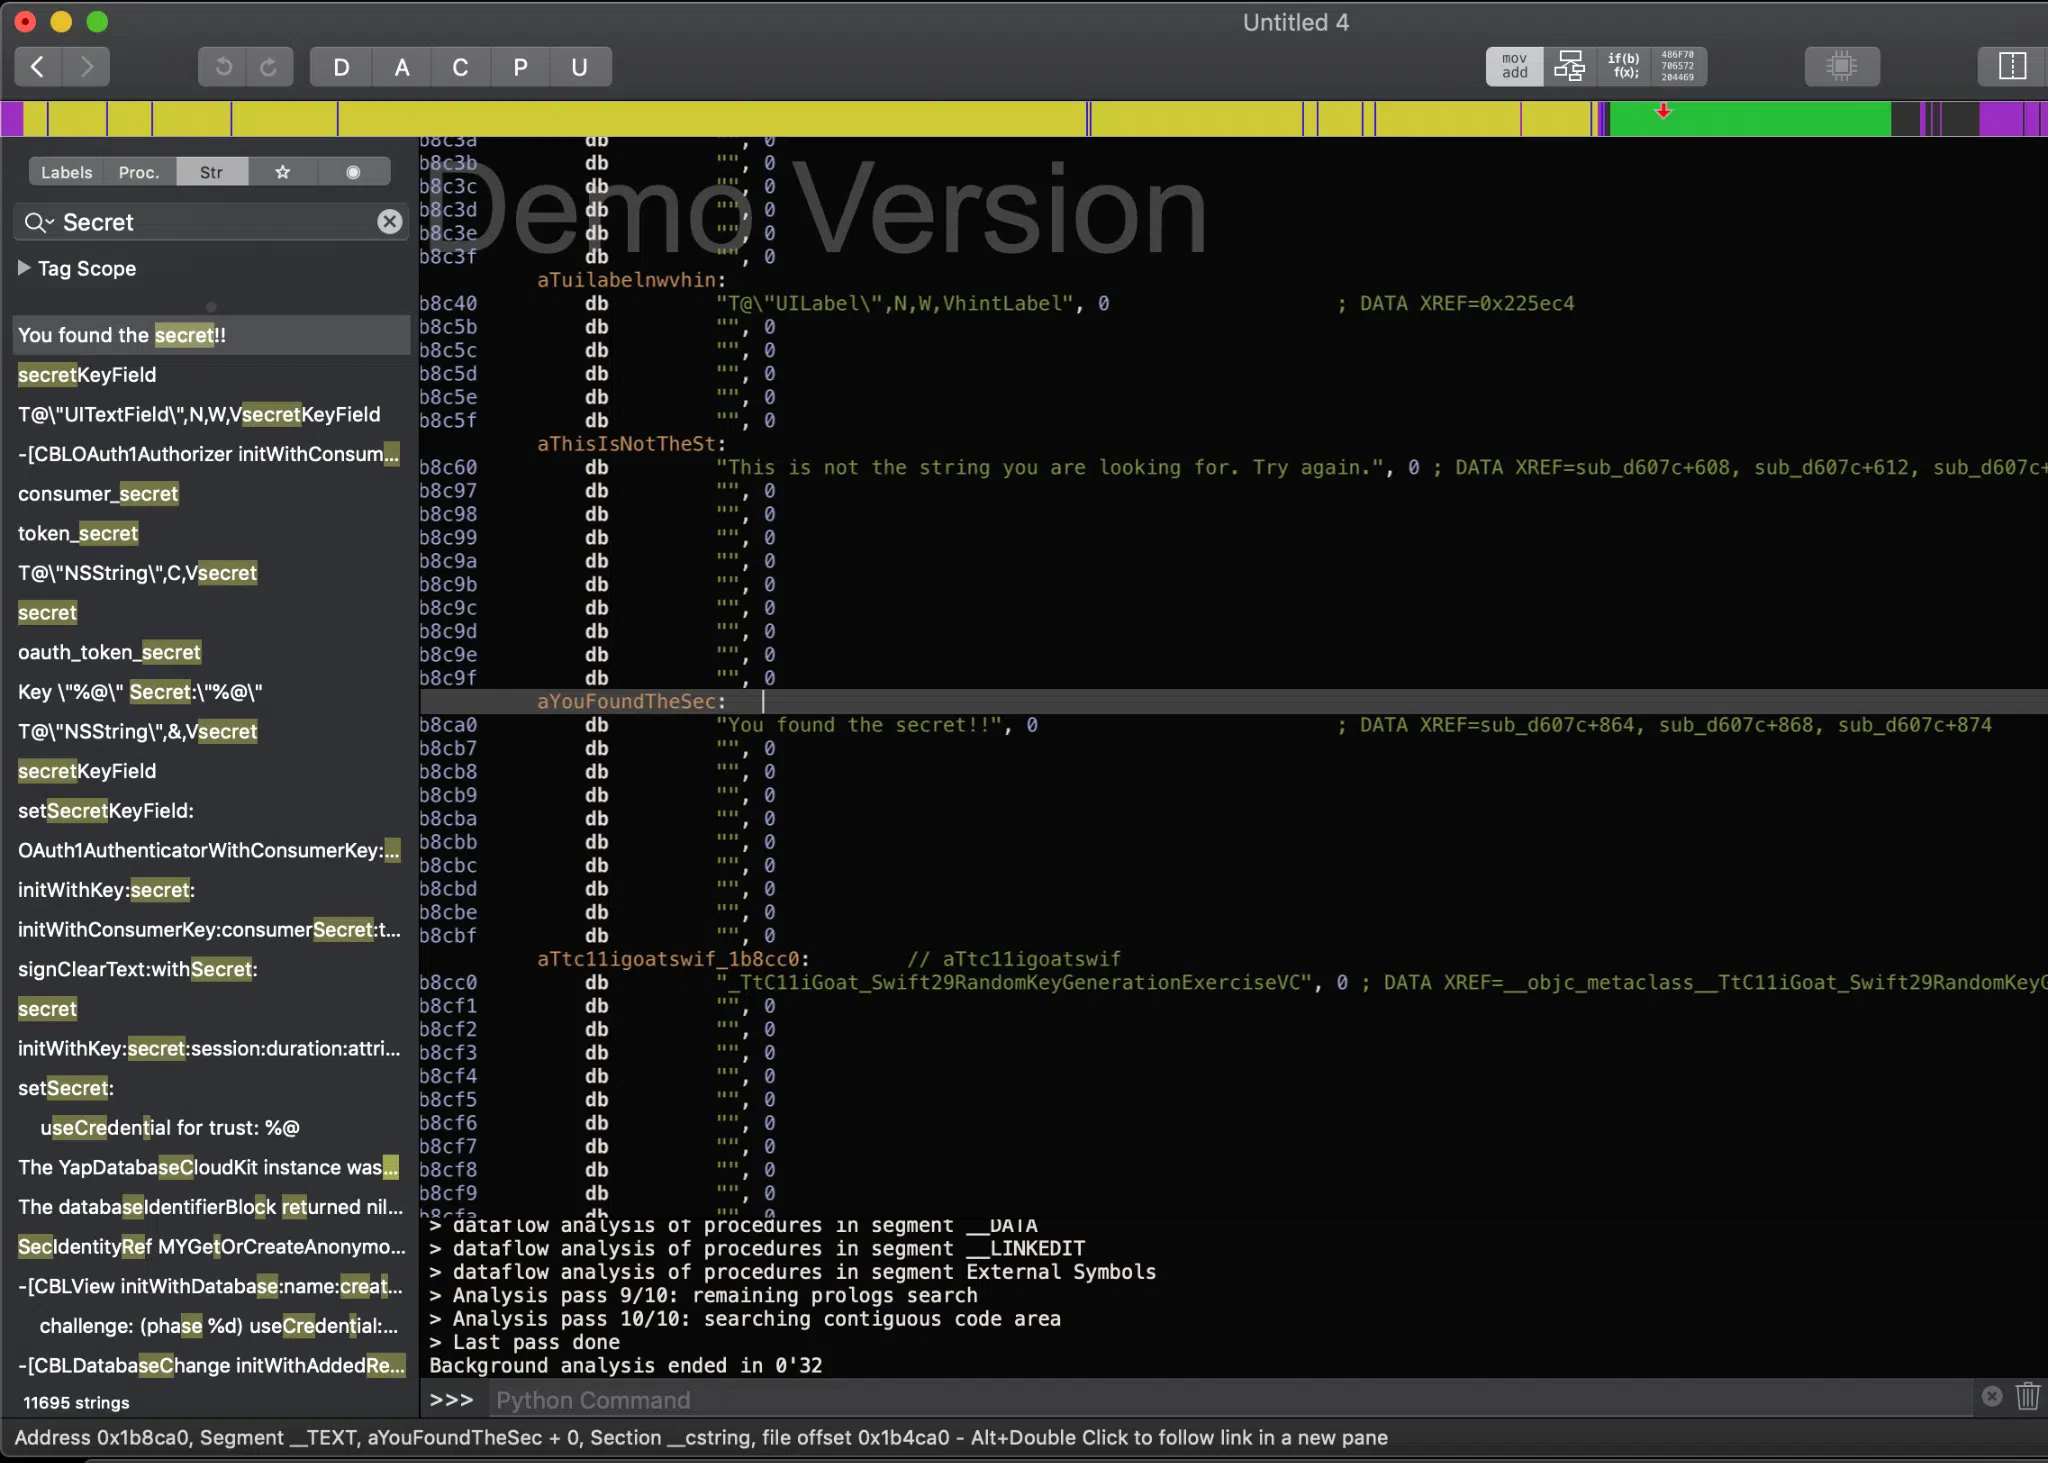 Untitled 4
D A C P U
mov add
if(b) f(x);
486F70 706572 204469
Labels Proc. Str
Secret
Tag Scope
You found the secret!!
secretKeyField
T@\"UITextField\",N,W,VsecretKeyField
-[CBLOAuth1Authorizer initWithConsum...
consumer_secret
token_secret
T@\"NSString\",C,Vsecret
secret
oauth_token_secret
Key \"%@\" Secret:\"%@\"
T@\"NSString\",&,Vsecret
secretKeyField
setSecretKeyField:
OAuth1AuthenticatorWithConsumerKey:...
initWithKey:secret:
initWithConsumerKey:consumerSecret:t...
signClearText:withSecret:
secret
initWithKey:secret:session:duration:attri...
setSecret:
useCredential for trust: %@
The YapDatabaseCloudKit instance was...
The databaseIdentifierBlock returned nil...
SecIdentityRef MYGetOrCreateAnonymo...
-[CBLView initWithDatabase:name:creat...
challenge: (phase %d) useCredential:...
-[CBLDatabaseChange initWithAddedRe...
11695 strings
Demo Version
b8c3a db "", 0
b8c3b db "", 0
b8c3c db "", 0
b8c3d db "", 0
b8c3e db "", 0
b8c3f db "", 0
aTuilabelnwvhin:
b8c40 db "T@\"UILabel\",N,W,VhintLabel", 0 ; DATA XREF=0x225ec4
b8c5b db "", 0
b8c5c db "", 0
b8c5d db "", 0
b8c5e db "", 0
b8c5f db "", 0
aThisIsNotTheSt:
b8c60 db "This is not the string you are looking for. Try again.", 0 ; DATA XREF=sub_d607c+608, sub_d607c+612, sub_d607c+
b8c97 db "", 0
b8c98 db "", 0
b8c99 db "", 0
b8c9a db "", 0
b8c9b db "", 0
b8c9c db "", 0
b8c9d db "", 0
b8c9e db "", 0
b8c9f db "", 0
aYouFoundTheSec:
b8ca0 db "You found the secret!!", 0 ; DATA XREF=sub_d607c+864, sub_d607c+868, sub_d607c+874
b8cb7 db "", 0
b8cb8 db "", 0
b8cb9 db "", 0
b8cba db "", 0
b8cbb db "", 0
b8cbc db "", 0
b8cbd db "", 0
b8cbe db "", 0
b8cbf db "", 0
aTtc11igoatswif_1b8cc0: // aTtc11igoatswif
b8cc0 db "_TtC11iGoat_Swift29RandomKeyGenerationExerciseVC", 0 ; DATA XREF=__objc_metaclass__TtC11iGoat_Swift29RandomKeyG
b8cf1 db "", 0
b8cf2 db "", 0
b8cf3 db "", 0
b8cf4 db "", 0
b8cf5 db "", 0
b8cf6 db "", 0
b8cf7 db "", 0
b8cf8 db "", 0
b8cf9 db "", 0
b8cfa db "", 0
> dataflow analysis of procedures in segment __DATA
> dataflow analysis of procedures in segment __LINKEDIT
> dataflow analysis of procedures in segment External Symbols
> Analysis pass 9/10: remaining prologs search
> Analysis pass 10/10: searching contiguous code area
> Last pass done
Background analysis ended in 0'32
>>> Python Command
Address 0x1b8ca0, Segment __TEXT, aYouFoundTheSec + 0, Section __cstring, file offset 0x1b4ca0 - Alt+Double Click to follow link in a new pane